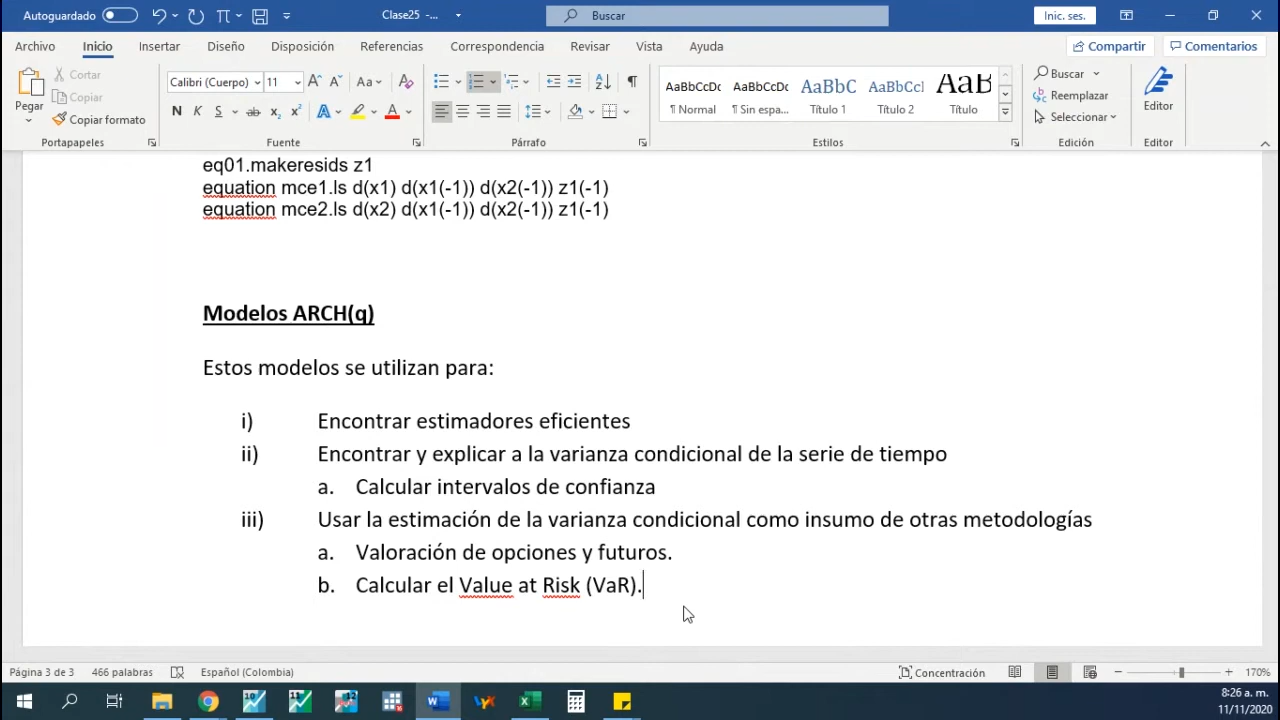 Autoguardado
Clase25 -...
Buscar
Inic. ses.
Archivo Inicio Insertar Diseño Disposición Referencias Correspondencia Revisar Vista Ayuda
Compartir Comentarios
Pegar
Cortar
Copiar
Copiar formato
Portapapeles
Calibri (Cuerpo) 11
Aa
N K S ab x₂ x² A A
Fuente
Párrafo
AaBbCcDc AaBbCcDc AaBbC AaBbCcl AaB
¶ Normal ¶ Sin espa... Título 1 Título 2 Título
Estilos
Buscar
Reemplazar
Seleccionar
Edición
Editor
Editor
eq01.makeresids z1
equation mce1.ls d(x1) d(x1(-1)) d(x2(-1)) z1(-1)
equation mce2.ls d(x2) d(x1(-1)) d(x2(-1)) z1(-1)
Modelos ARCH(q)
Estos modelos se utilizan para:
i) Encontrar estimadores eficientes
ii) Encontrar y explicar a la varianza condicional de la serie de tiempo
a. Calcular intervalos de confianza
iii) Usar la estimación de la varianza condicional como insumo de otras metodologías
a. Valoración de opciones y futuros.
b. Calcular el Value at Risk (VaR).
Página 3 de 3 466 palabras Español (Colombia) Concentración 170%
8:26 a. m.
11/11/2020